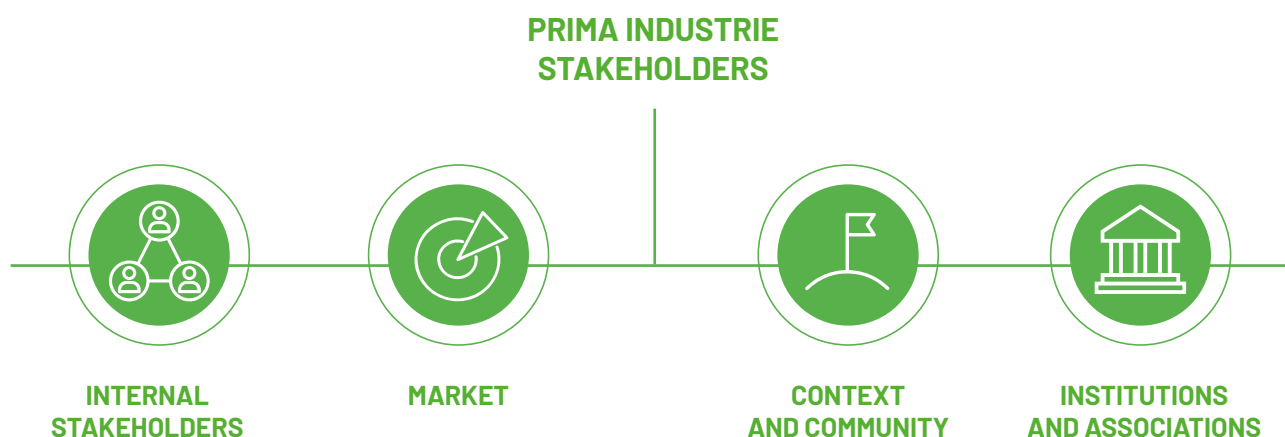 PRIMA INDUSTRIE
STAKEHOLDERS
INTERNAL
STAKEHOLDERS
MARKET
CONTEXT
AND COMMUNITY
INSTITUTIONS
AND ASSOCIATIONS